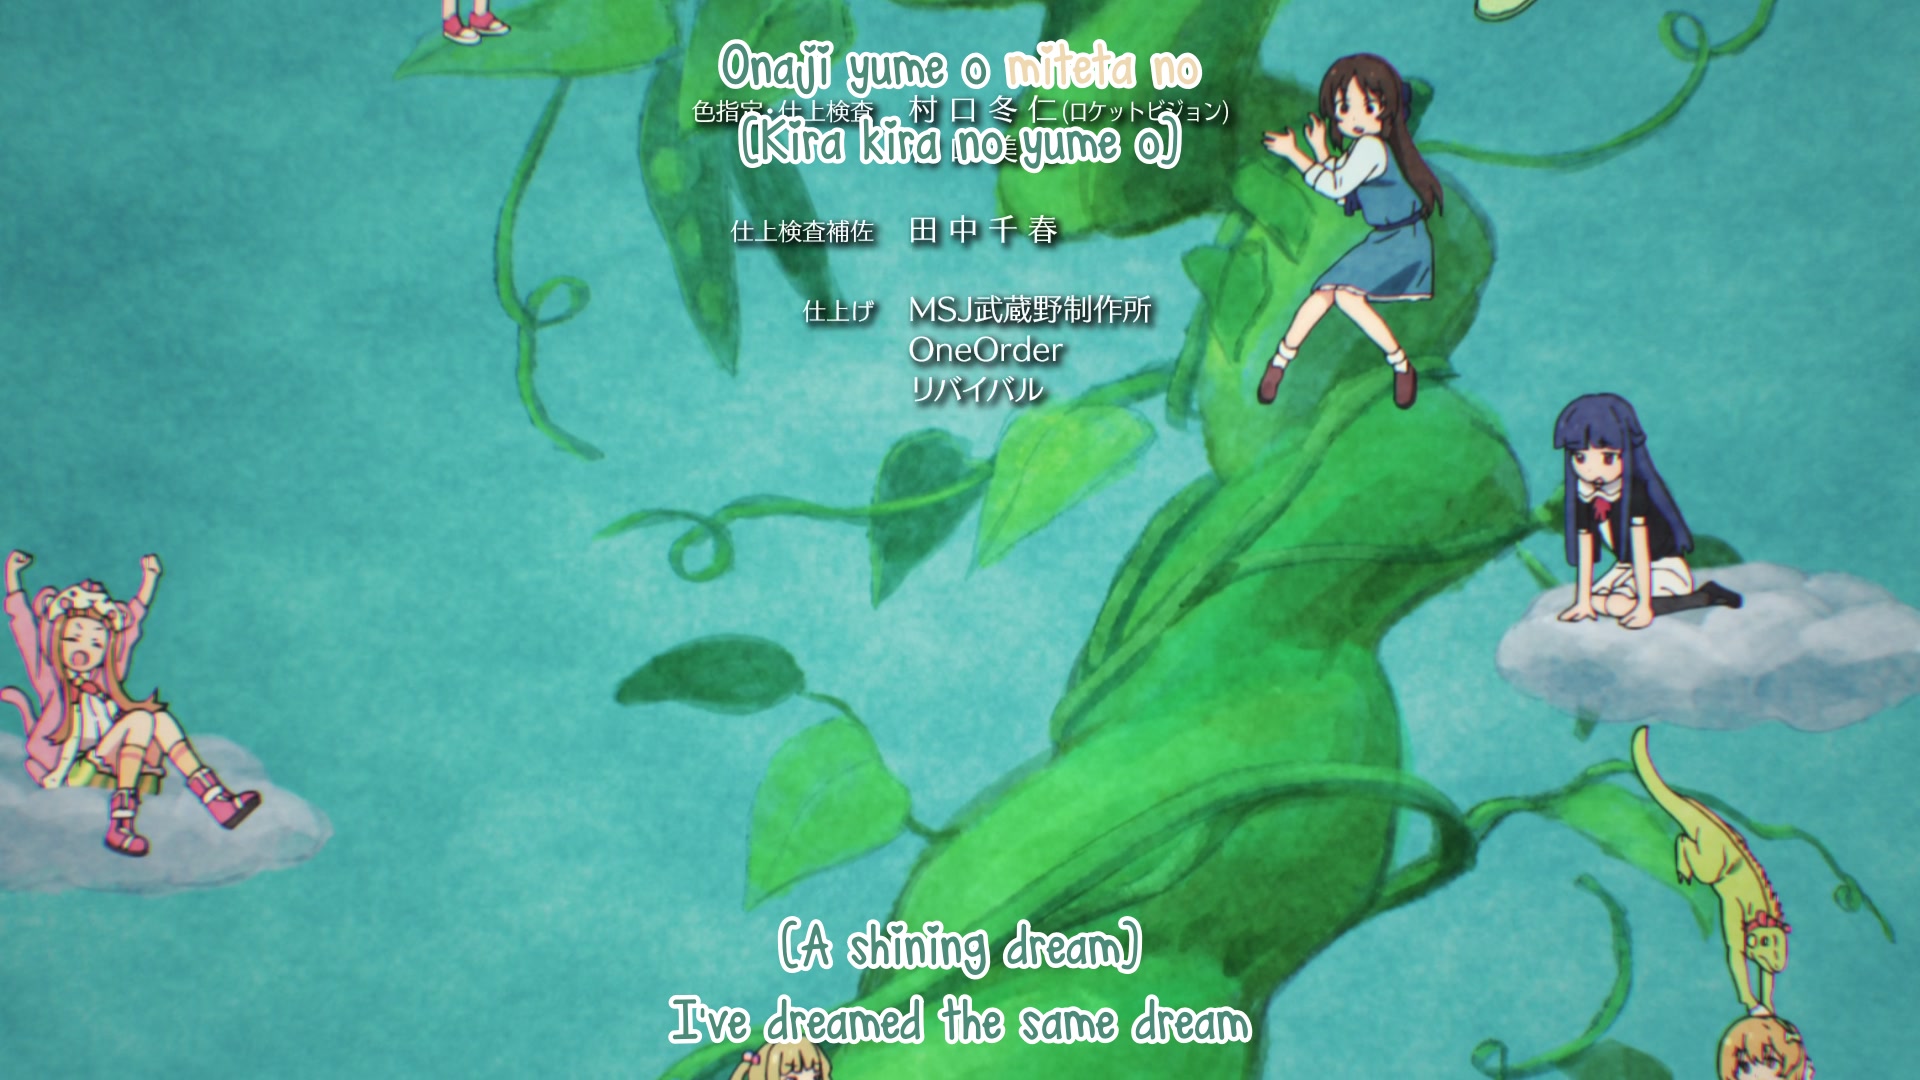 Onaji yume o miteta no
色指定・仕上検査 村口冬仁(ロケットビジョン)
(Kira kira no yume o)
仕上検査補佐 田中千春
仕上げ MSJ武蔵野制作所
OneOrder
リバイバル
(A shining dream)
I've dreamed the same dream